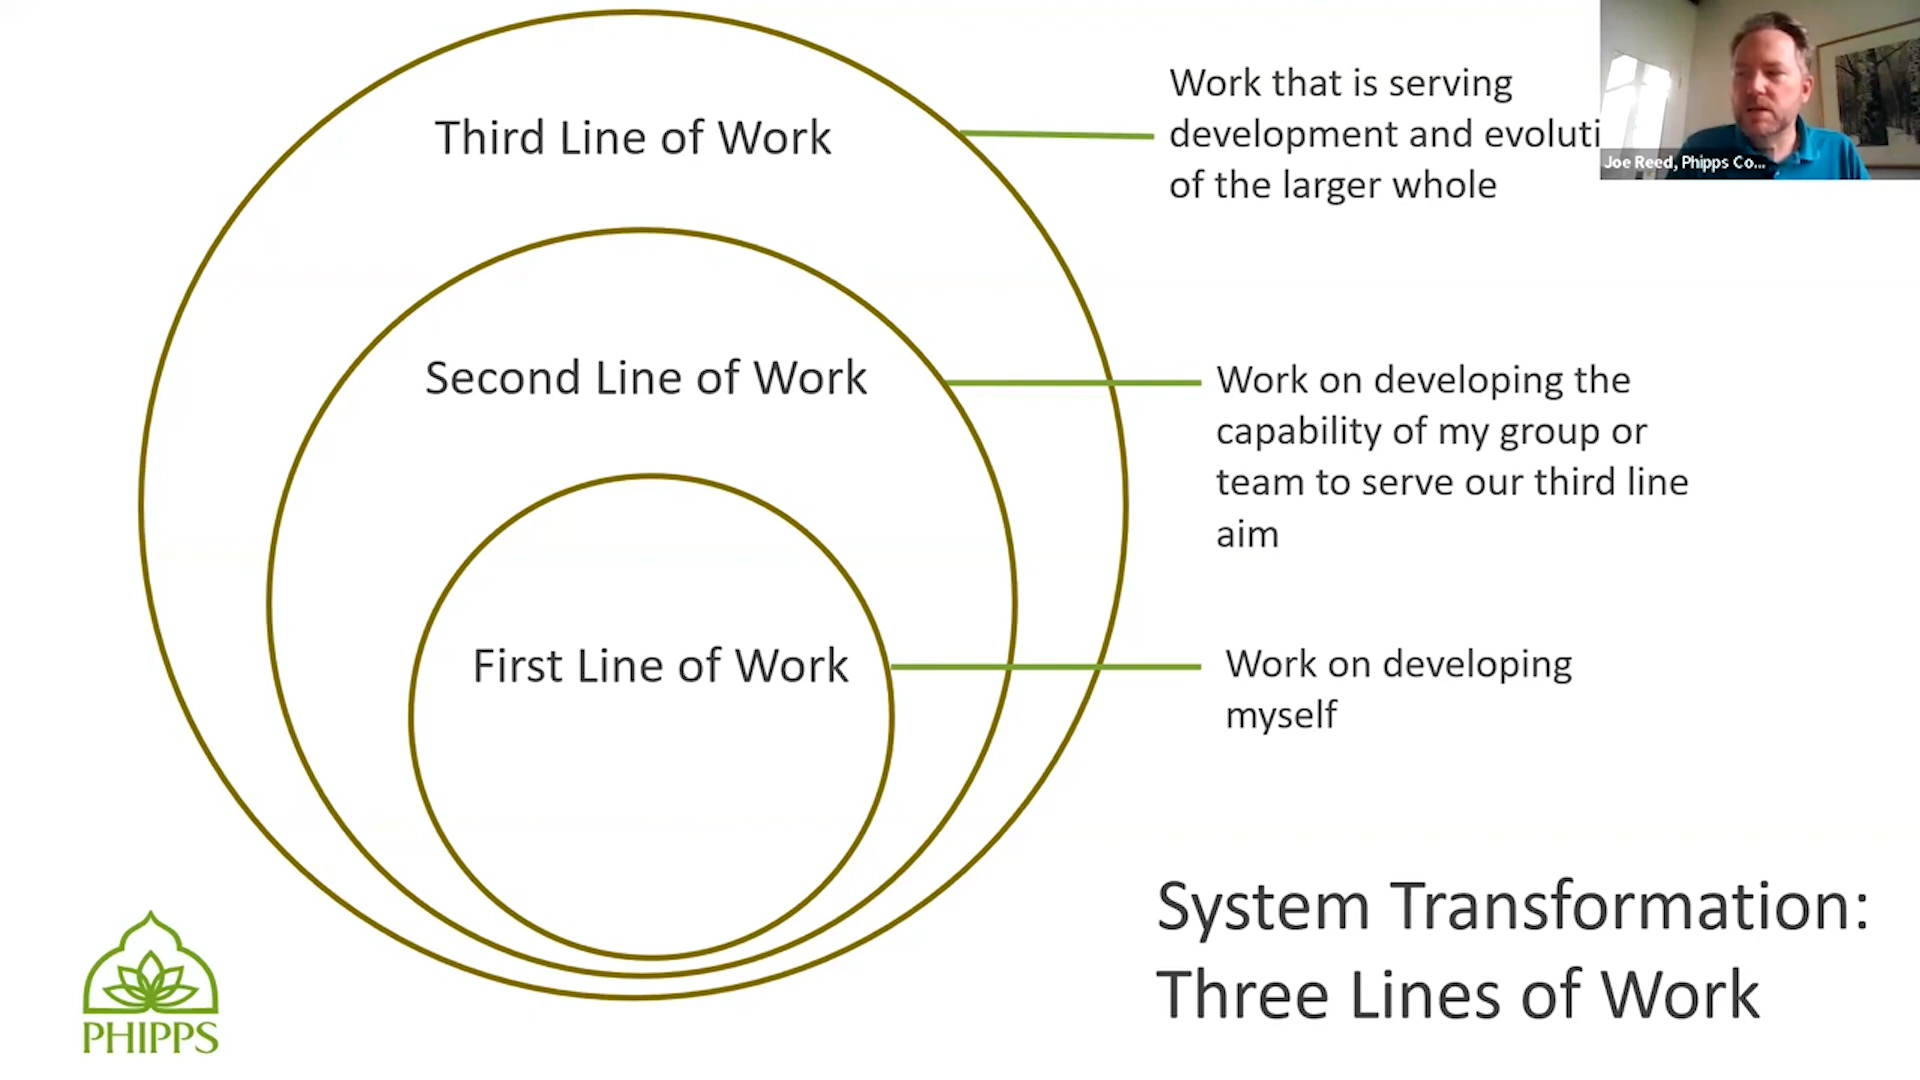 Third Line of Work
Work that is serving
development and evoluti
of the larger whole
Joe Reed, Phipps Co...
Second Line of Work
Work on developing the
capability of my group or
team to serve our third line
aim
First Line of Work
Work on developing
myself
System Transformation:
Three Lines of Work
PHIPPS